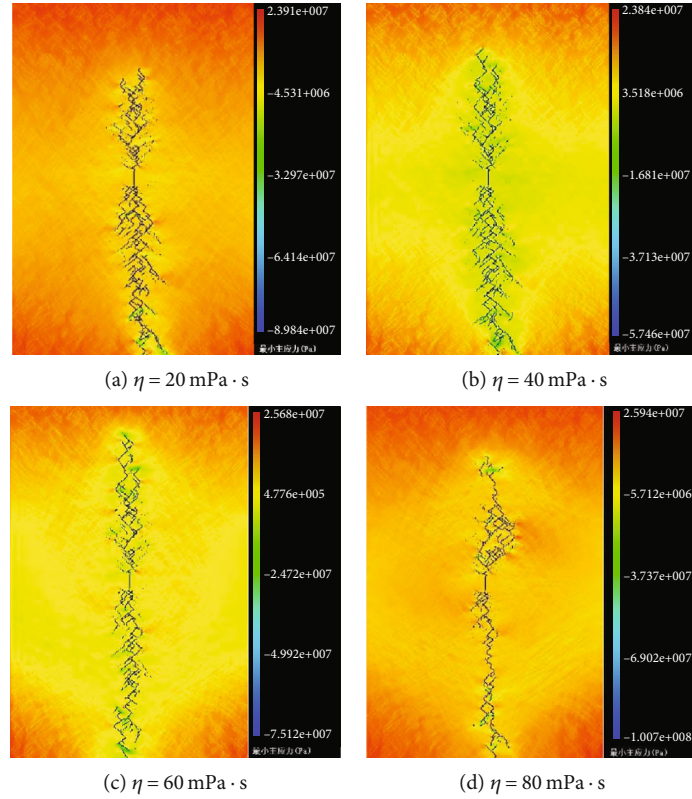 2.391e+007
–4.531e+006
–3.297e+007
–6.414e+007
–8.984e+007
最小主应力(Pa)
(a) η = 20 mPa · s
2.384e+007
3.518e+006
–1.681e+007
–3.713e+007
–5.746e+007
最小主应力(Pa)
(b) η = 40 mPa · s
2.568e+007
4.776e+005
–2.472e+007
–4.992e+007
–7.512e+007
最小主应力(Pa)
(c) η = 60 mPa · s
2.594e+007
–5.712e+006
–3.737e+007
–6.902e+007
–1.007e+008
最小主应力(Pa)
(d) η = 80 mPa · s